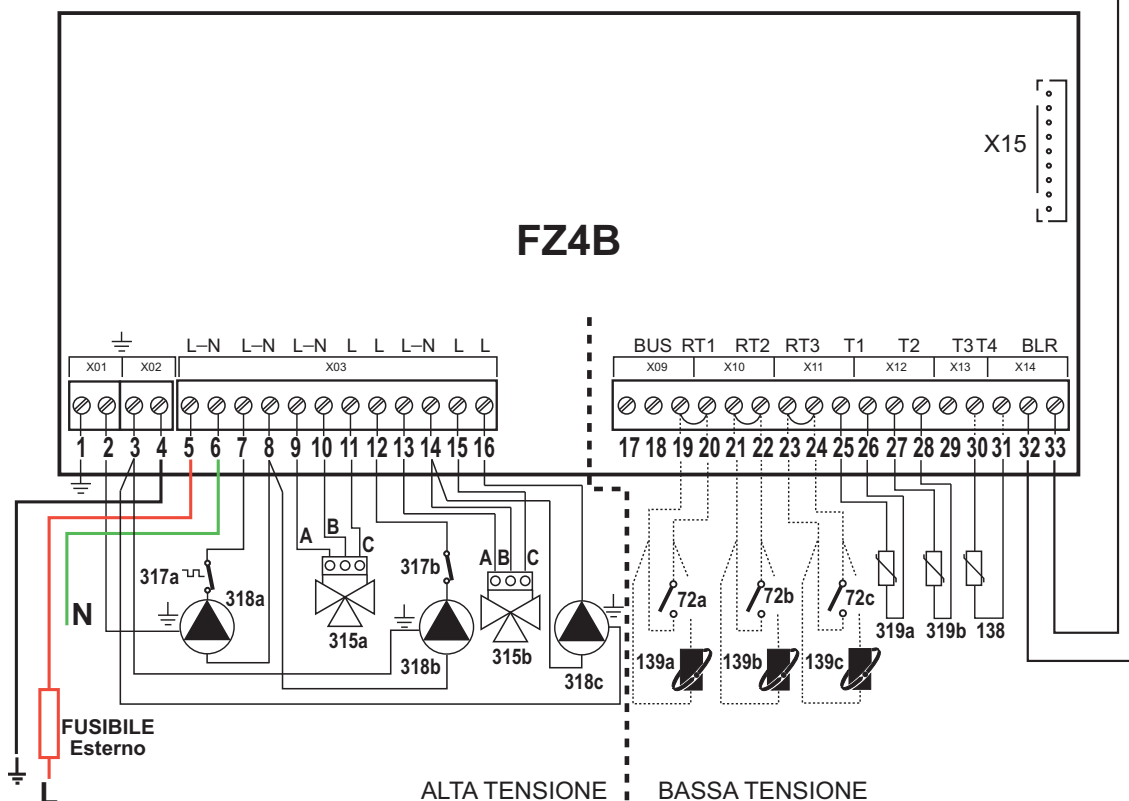 X15
FZ4B
L–N L–N L–N L L L–N L L
X01 X02 X03
BUS RT1 RT2 RT3 T1 T2 T3 T4 BLR
X09 X10 X11 X12 X13 X14
1 2 3 4 5 6 7 8 9 10 11 12 13 14 15 16
17 18 19 20 21 22 23 24 25 26 27 28 29 30 31 32 33
A B C
317a
318a
N
315a
317b
318b
A B C
315b
318c
72a 72b 72c
319a 319b 138
139a 139b 139c
FUSIBILE
Esterno
L
ALTA TENSIONE
BASSA TENSIONE